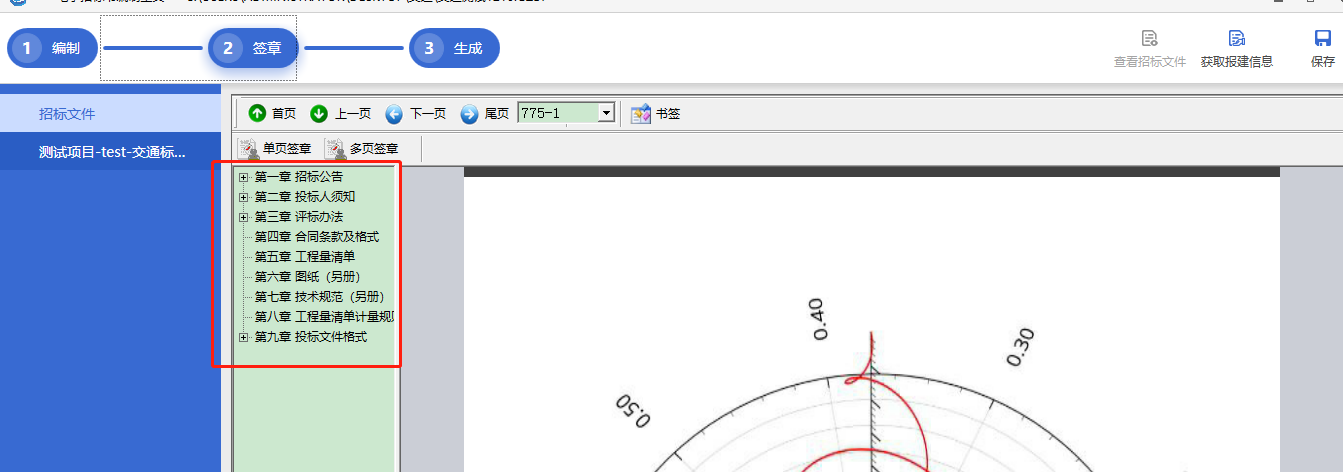 1 编制
2 签章
3 生成
查看招标文件 获取报建信息 保存
招标文件
测试项目-test-交通标...
首页 上一页 下一页 尾页 775-1 书签
单页签章 多页签章
第一章 招标公告
第二章 投标人须知
第三章 评标办法
第四章 合同条款及格式
第五章 工程量清单
第六章 图纸（另册）
第七章 技术规范（另册）
第八章 工程量清单计量规
第九章 投标文件格式
0.40
0.30
0.50